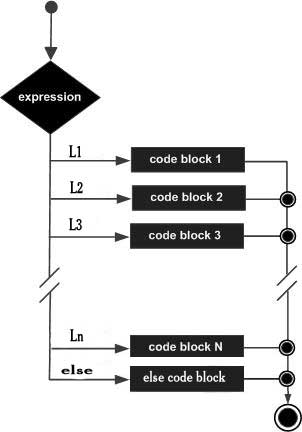 expression
L1
code block 1
L2
code block 2
L3
code block 3
Ln
code block N
else
else code block